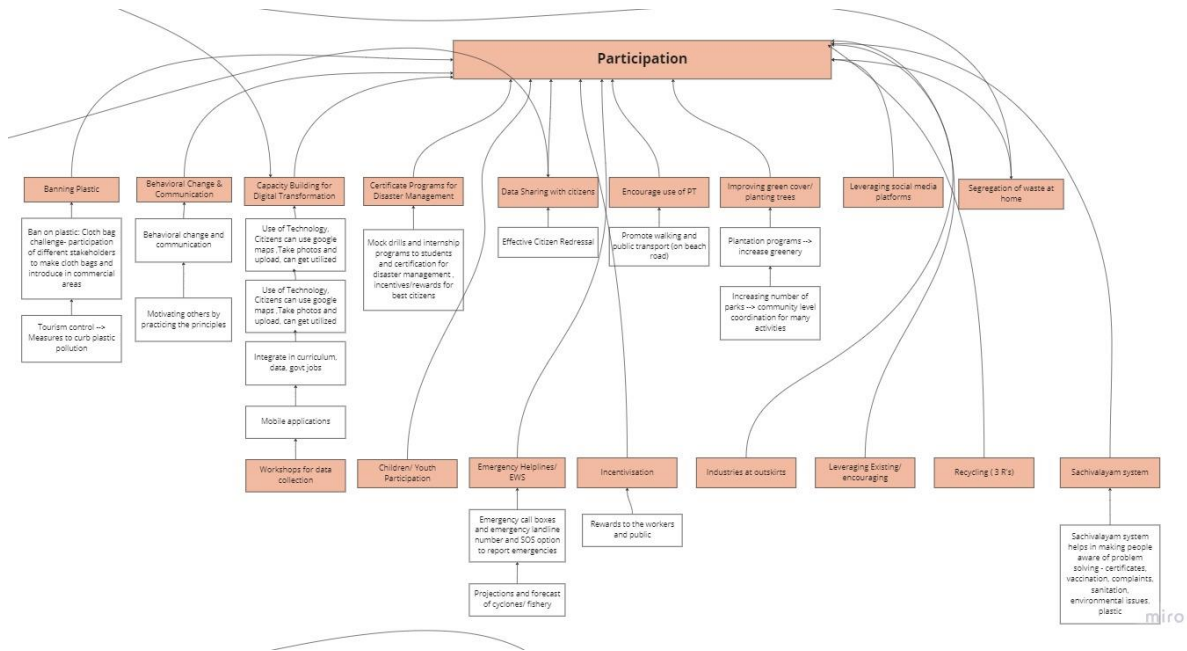 Participation
Banning Plastic
Behavioral Change &
Communication
Capacity Building for
Digital Transformation
Certificate Programs for
Disaster Management
Data Sharing with citizens
Encourage use of PT
Improving green cover/
planting trees
Leveraging social media
platforms
Segregation of waste at
home
Ban on plastic: Cloth bag
challenge- participation
of different stakeholders
to make cloth bags and
introduce in commercial
areas
Tourism control -->
Measures to curb plastic
pollution
Behavioral change and
communication
Motivating others by
practicing the principles
Use of Technology,
Citizens can use google
maps .Take photos and
upload, can get utilized
Use of Technology,
Citizens can use google
maps .Take photos and
upload, can get utilized
Integrate in curriculum,
data, govt jobs
Mobile applications
Workshops for data
collection
Mock drills and internship
programs to students and
certification for
disaster management ,
incentives/rewards for
best citizens
Effective Citizen Redressal
Promote walking and
public transport (on beach
road)
Plantation programs -->
increase greenery
Increasing number of
parks --> community level
coordination for many
activities
Children/ Youth
Participation
Emergency Helplines/
EWS
Incentivisation
Industries at outskirts
Leveraging Existing/
encouraging
Recycling ( 3 R's)
Sachivalayam system
Emergency call boxes
and emergency landline
number and SOS option
to report emergencies
Projections and forecast
of cyclones/ fishery
Rewards to the workers
and public
Sachivalayam system
helps in making people
aware of problem
solving - certificates,
vaccination, complaints,
sanitation,
environmental issues,
plastic
miro